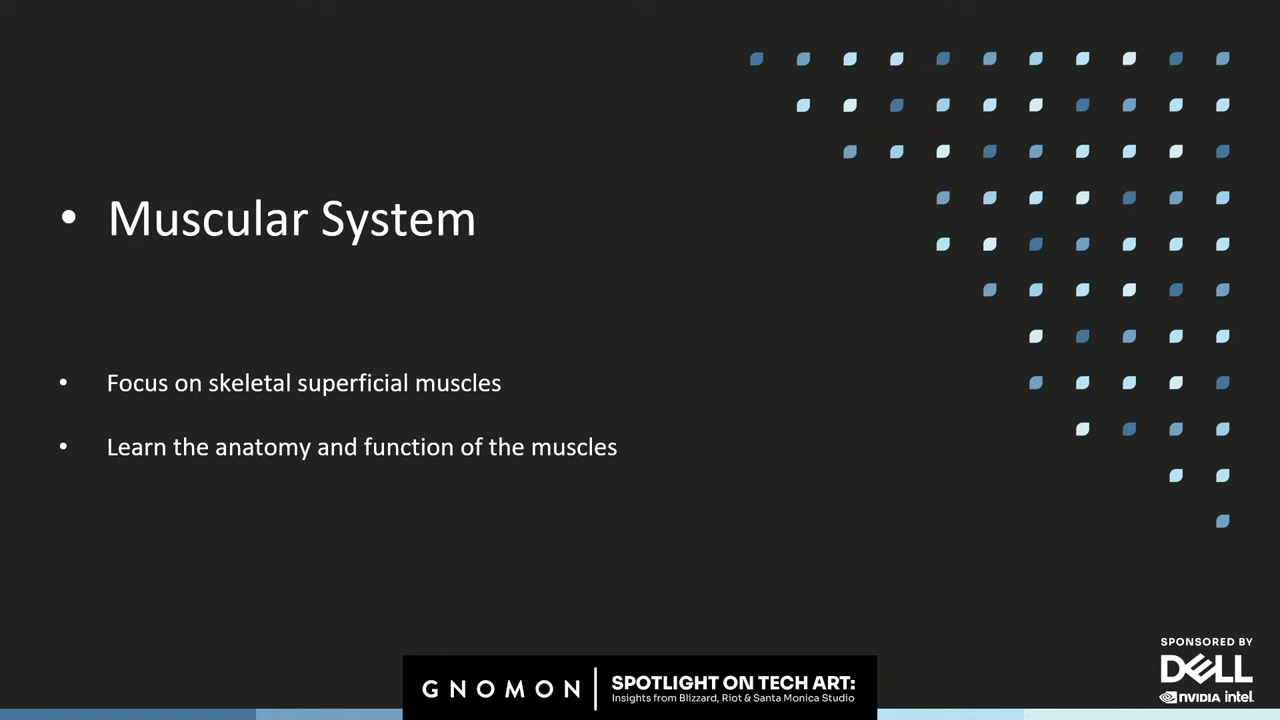 • Muscular System
• Focus on skeletal superficial muscles
• Learn the anatomy and function of the muscles
SPONSORED BY
DELL
NVIDIA intel.
GNOMON
SPOTLIGHT ON TECH ART:
Insights from Blizzard, Riot & Santa Monica Studio